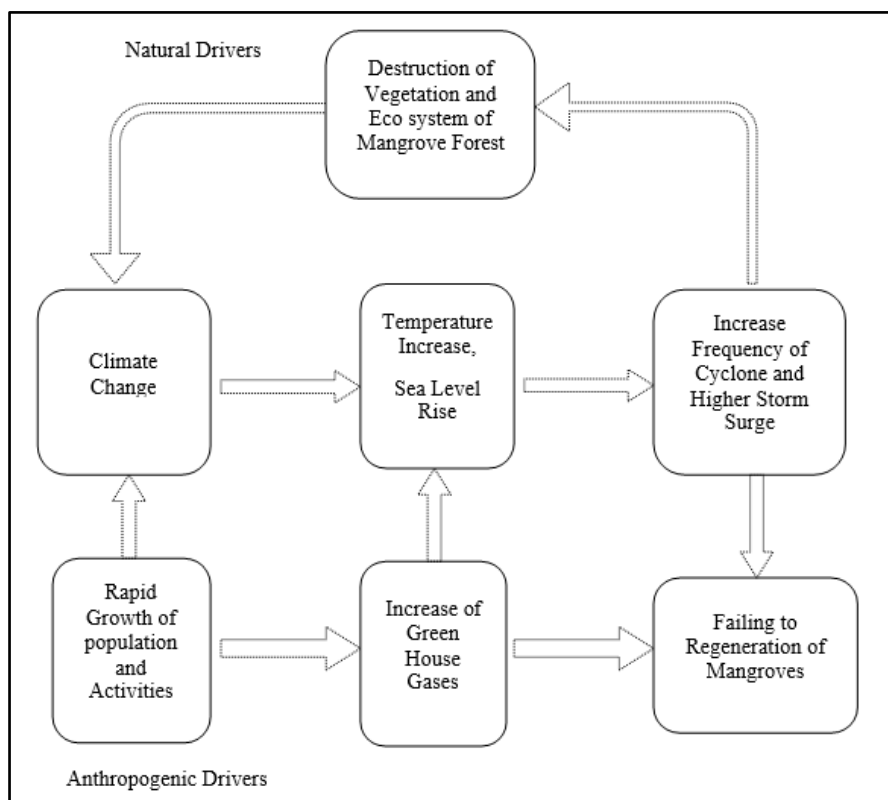 Natural Drivers
Destruction of
Vegetation and
Eco system of
Mangrove Forest
Climate
Change
Temperature
Increase,
Sea Level
Rise
Increase
Frequency of
Cyclone and
Higher Storm
Surge
Rapid
Growth of
population
and
Activities
Increase of
Green
House
Gases
Failing to
Regeneration of
Mangroves
Anthropogenic Drivers